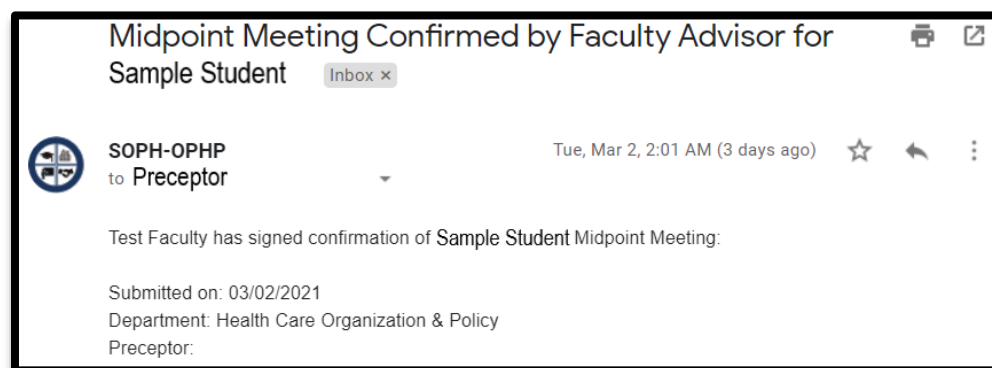 Midpoint Meeting Confirmed by Faculty Advisor for
Sample Student Inbox ×
SOPH-OPHP Tue, Mar 2, 2:01 AM (3 days ago)
to Preceptor
Test Faculty has signed confirmation of Sample Student Midpoint Meeting:
Submitted on: 03/02/2021
Department: Health Care Organization & Policy
Preceptor: